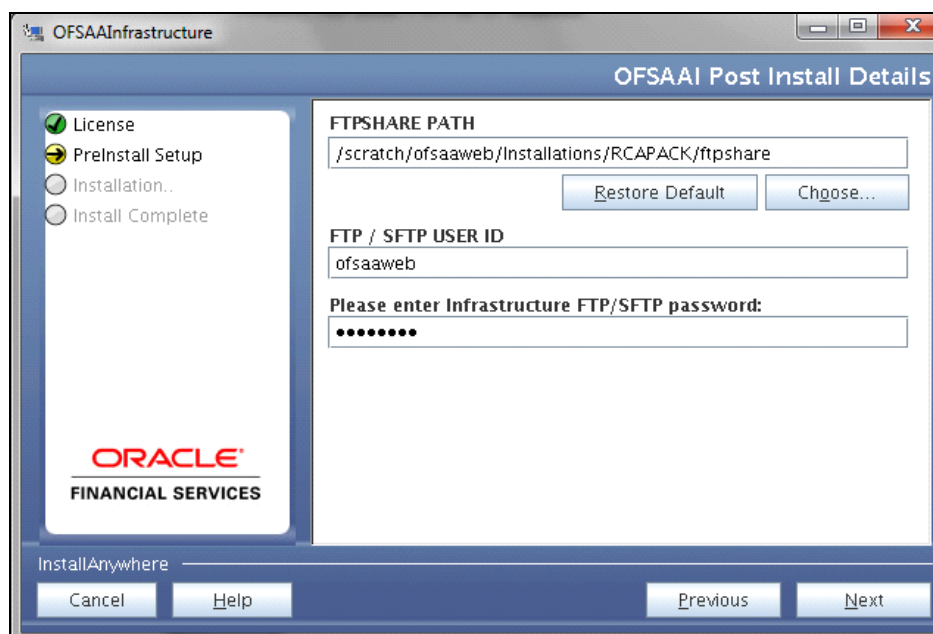 OFSAAInfrastructure
OFSAAI Post Install Details
License
PreInstall Setup
Installation..
Install Complete
ORACLE®
FINANCIAL SERVICES
FTPSHARE PATH
/scratch/ofsaaweb/Installations/RCAPACK/ftpshare
Restore Default
Choose...
FTP / SFTP USER ID
ofsaaweb
Please enter Infrastructure FTP/SFTP password:
••••••••
InstallAnywhere
Cancel
Help
Previous
Next